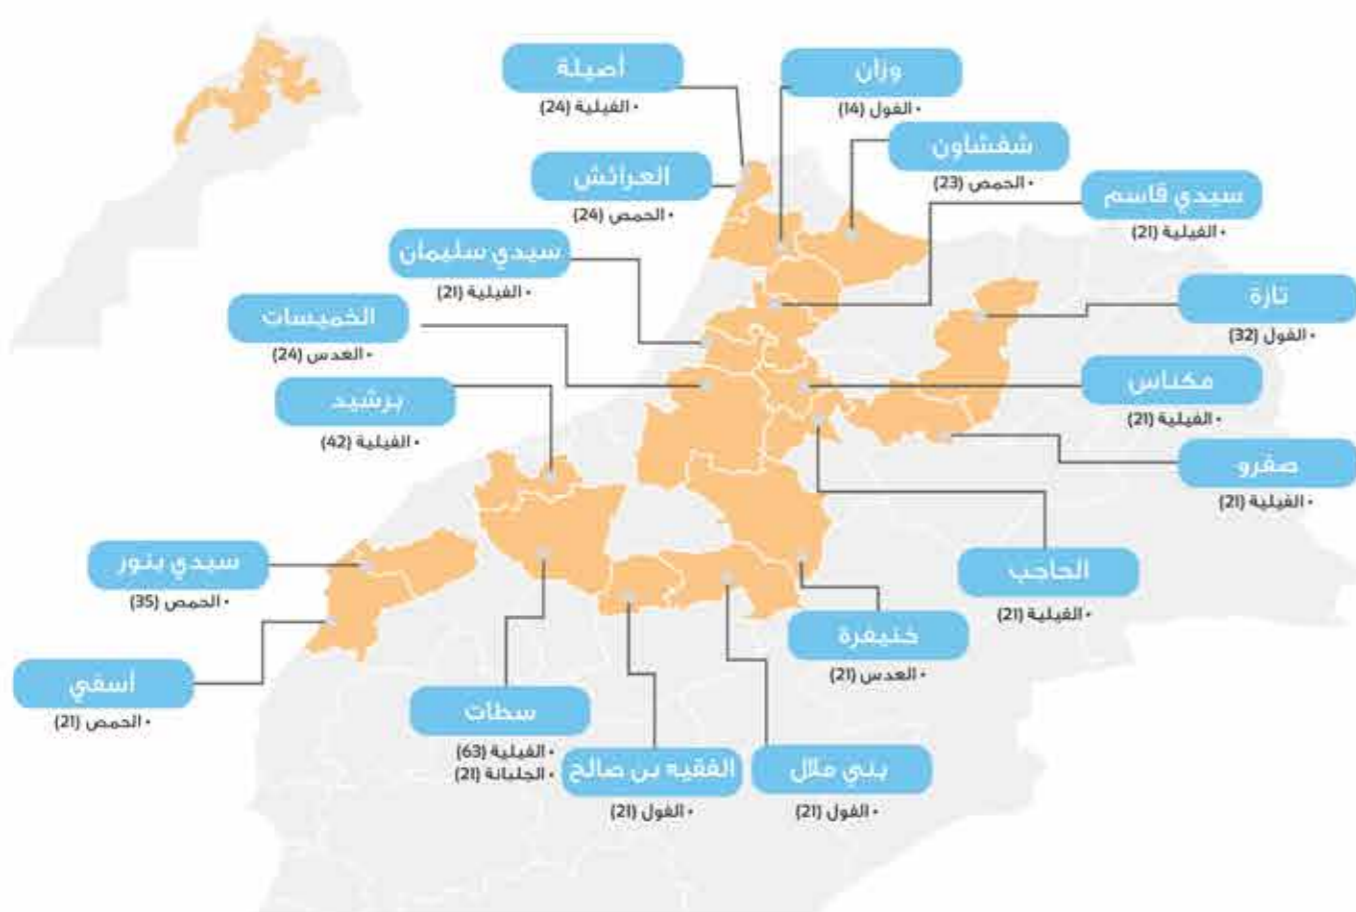 أصيلة
• الفيلية (24)
وزان
• الفول (14)
شفشاون
• الحمص (23)
العرائش
• الحمص (24)
سيدي قاسم
• الفيلية (21)
سيدي سليمان
• الفيلية (21)
تازة
• الفول (32)
الخميسات
• العدس (24)
مكناس
• الفيلية (21)
برشيد
• الفيلية (42)
صفرو
• الفيلية (21)
الحاجب
• الفيلية (21)
سيدي بنور
• الحمص (35)
خنيفرة
• العدس (21)
أسفي
• الحمص (21)
سطات
• الفيلية (63)
• الجلبانة (21)
الفقيه بن صالح
• الفول (21)
بني ملال
• الفول (21)